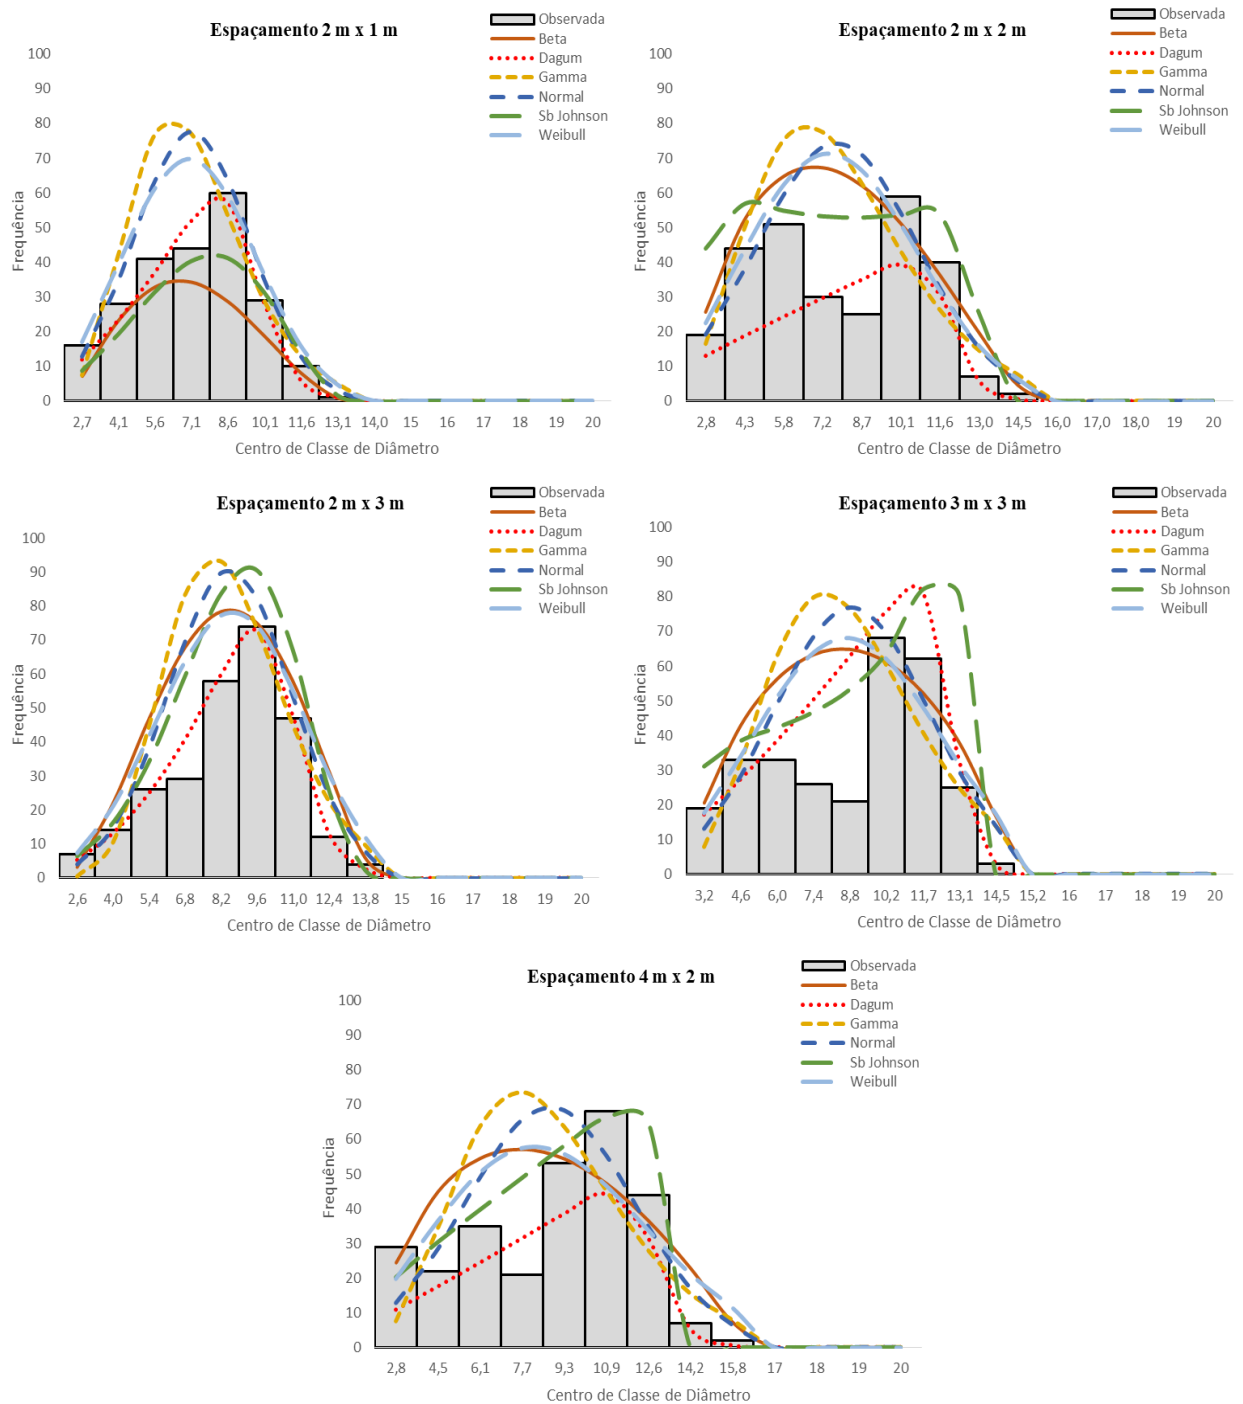 Espaçamento 2 m x 1 m
Observada
Beta
Dagum
Gamma
Normal
Sb Johnson
Weibull
100
90
80
70
60
50
40
30
20
10
0
Frequência
2,7 4,1 5,6 7,1 8,6 10,1 11,6 13,1 14,0 15 16 17 18 19 20
Centro de Classe de Diâmetro
Espaçamento 2 m x 2 m
Observada
Beta
Dagum
Gamma
Normal
Sb Johnson
Weibull
100
90
80
70
60
50
40
30
20
10
0
Frequência
2,8 4,3 5,8 7,2 8,7 10,1 11,6 13,0 14,5 16,0 17,0 18,0 19 20
Centro de Classe de Diâmetro
Espaçamento 2 m x 3 m
Observada
Beta
Dagum
Gamma
Normal
Sb Johnson
Weibull
100
90
80
70
60
50
40
30
20
10
0
Frequência
2,6 4,0 5,4 6,8 8,2 9,6 11,0 12,4 13,8 15 16 17 18 19 20
Centro de Classe de Diâmetro
Espaçamento 3 m x 3 m
Observada
Beta
Dagum
Gamma
Normal
Sb Johnson
Weibull
100
90
80
70
60
50
40
30
20
10
0
Frequência
3,2 4,6 6,0 7,4 8,8 10,2 11,7 13,1 14,5 15,2 16 17 18 19 20
Centro de Classe de Diâmetro
Espaçamento 4 m x 2 m
Observada
Beta
Dagum
Gamma
Normal
Sb Johnson
Weibull
100
90
80
70
60
50
40
30
20
10
0
Frequência
2,8 4,5 6,1 7,7 9,3 10,9 12,6 14,2 15,8 17 18 19 20
Centro de Classe de Diâmetro